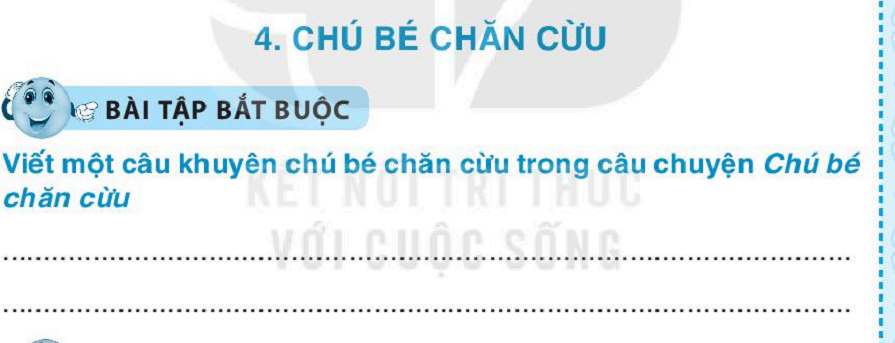 4. CHÚ BÉ CHĂN CỪU
BÀI TẬP BẮT BUỘC
Viết một câu khuyên chú bé chăn cừu trong câu chuyện Chú bé
chăn cừu
KẾT NỐI TRI THỨC
VỚI CUỘC SỐNG
................................................................................
................................................................................